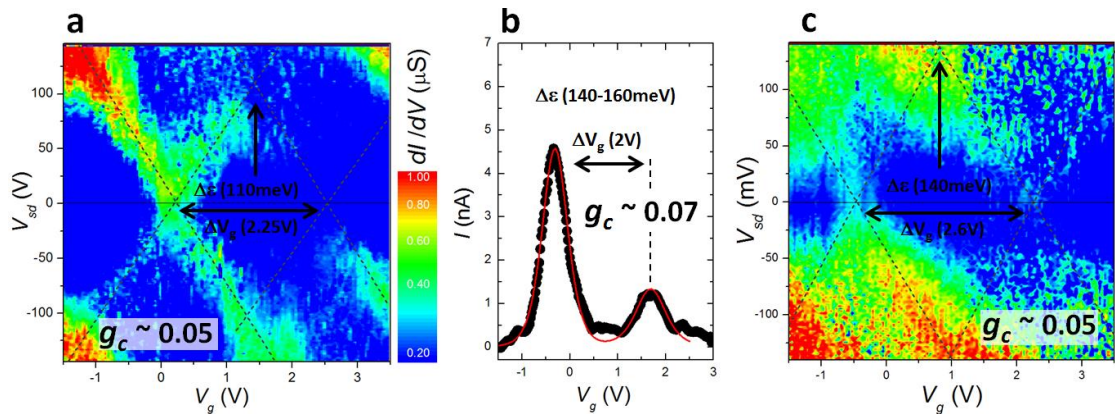 a
100
50
0
-50
-100
V_sd (V)
Δε (110meV)
ΔV_g (2.25V)
g_c ~ 0.05
-1
0
1
2
3
V_g (V)
dI /dV (μS)
1.00
0.80
0.60
0.40
0.20
b
7
6
5
4
3
2
1
0
I (nA)
Δε (140-160meV)
ΔV_g (2V)
g_c ~ 0.07
-1
0
1
2
3
V_g (V)
c
100
50
0
-50
-100
V_sd (mV)
Δε (140meV)
ΔV_g (2.6V)
g_c ~ 0.05
-1
0
1
2
3
V_g (V)